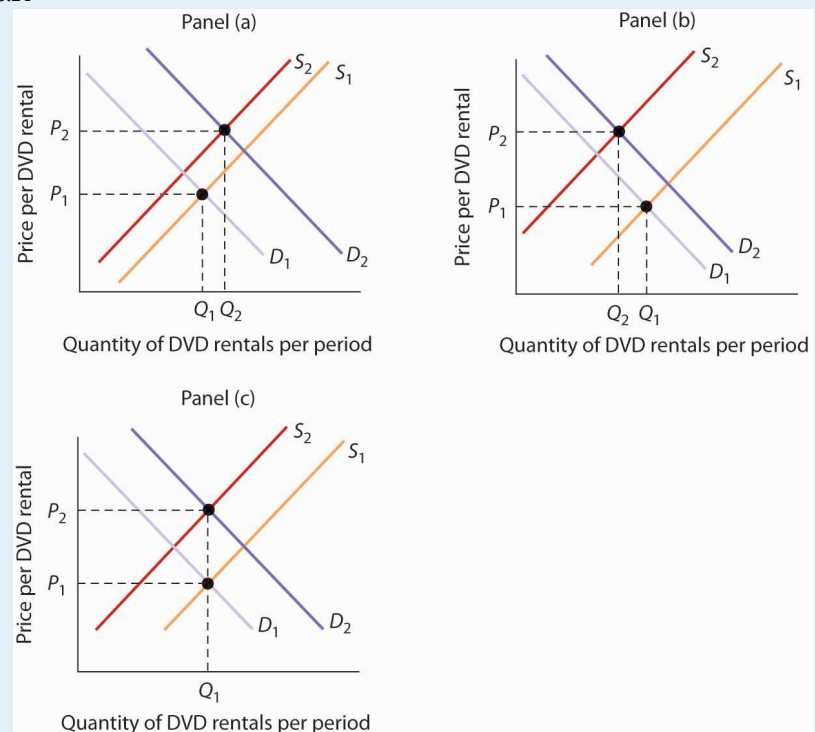 Panel (a)
S₂
S₁
Price per DVD rental
P₂
P₁
D₁
D₂
Q₁ Q₂
Quantity of DVD rentals per period
Panel (b)
S₂
S₁
Price per DVD rental
P₂
P₁
D₂
D₁
Q₂ Q₁
Quantity of DVD rentals per period
Panel (c)
S₂
S₁
Price per DVD rental
P₂
P₁
D₁
D₂
Q₁
Quantity of DVD rentals per period